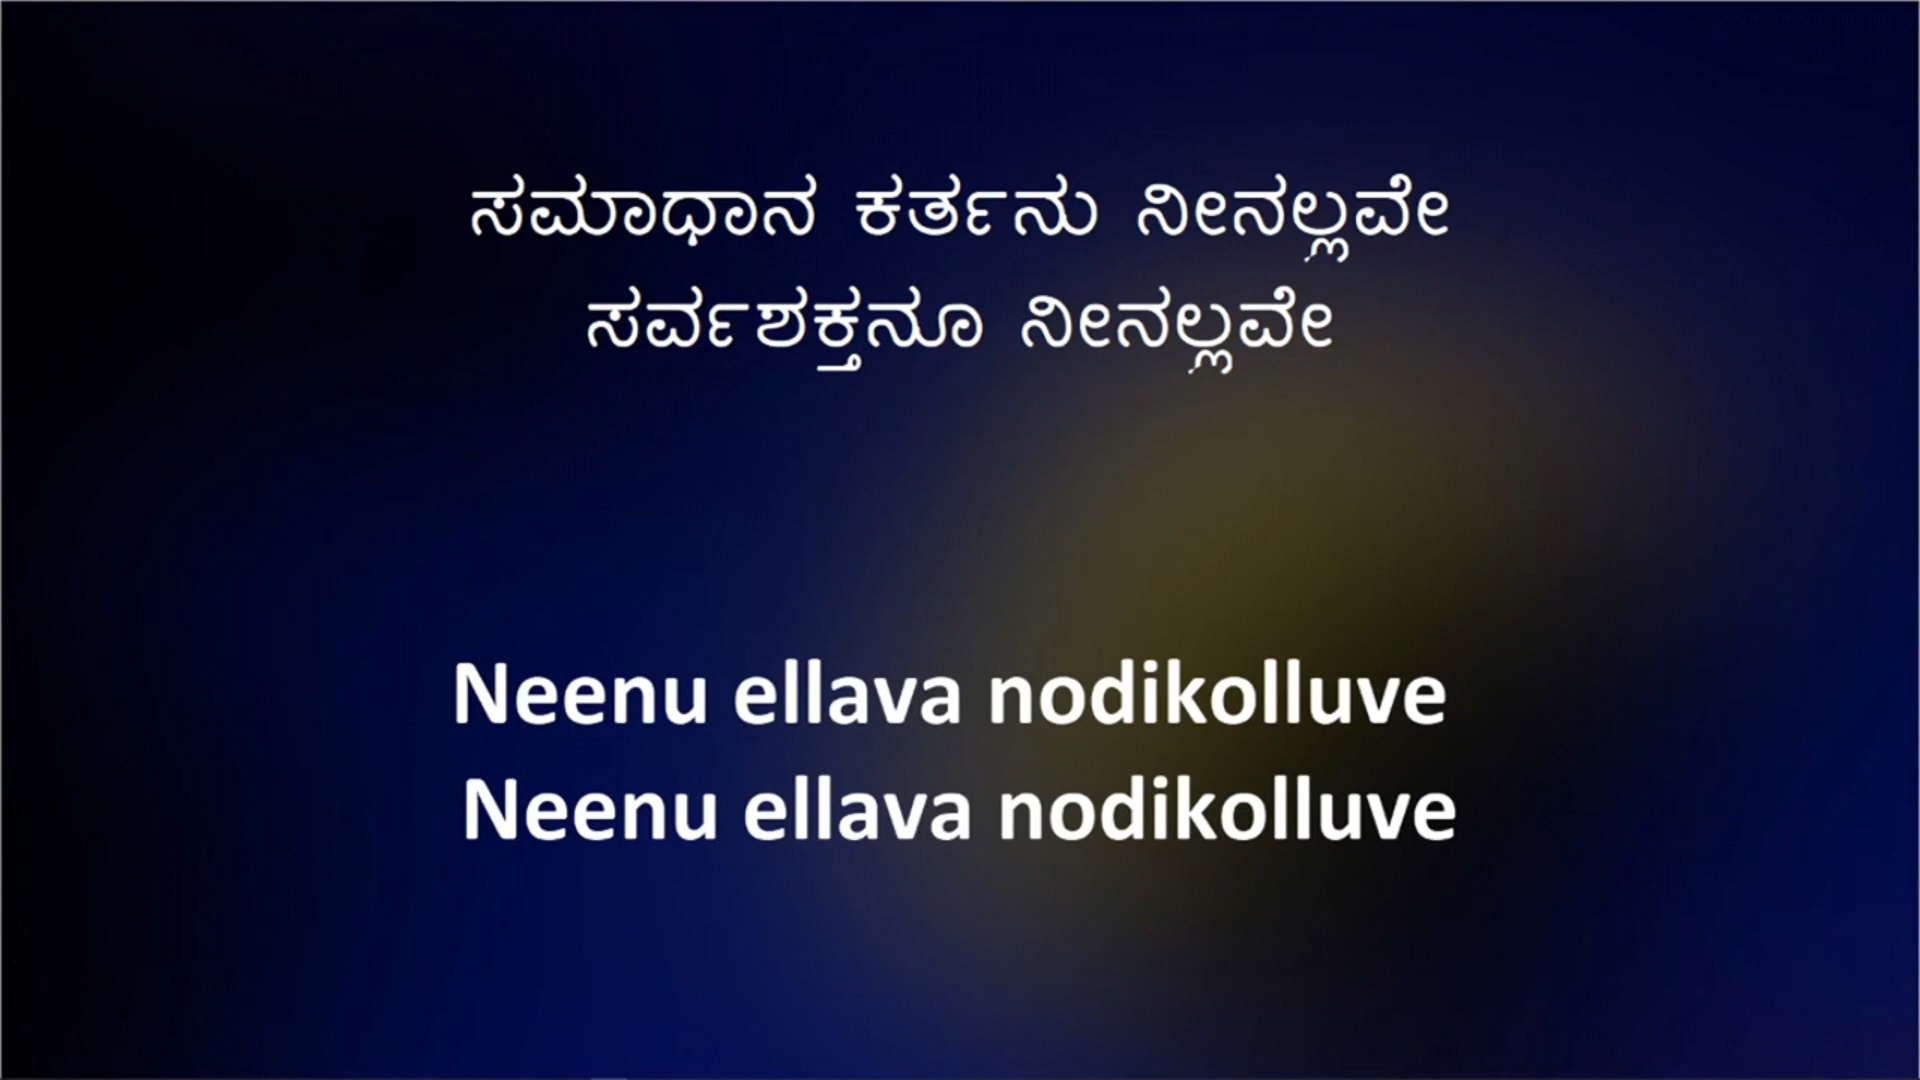 ಸಮಾಧಾನ ಕರ್ತನು ನೀನಲ್ಲವೇ
ಸರ್ವಶಕ್ತನೂ ನೀನಲ್ಲವೇ
Neenu ellava nodikolluve
Neenu ellava nodikolluve